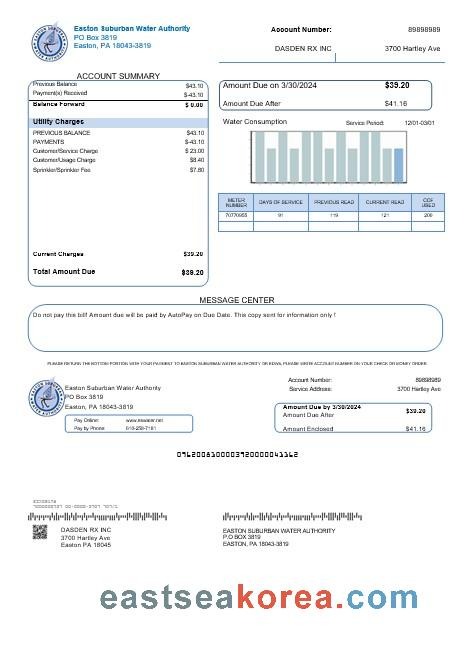 Easton Suburban Water Authority
PO Box 3819
Easton, PA 18043-3819
Account Number: 89898989
DASDEN RX INC 3700 Hartley Ave
ACCOUNT SUMMARY
Previous Balance $43.10
Payment(s) Received $-43.10
Balance Forward $ 0.00
Utility Charges
PREVIOUS BALANCE $43.10
PAYMENTS $-43.10
Customer/Service Charge $ 23.00
Customer/Usage Charge $8.40
Sprinkler/Sprinkler Fee $7.80
Current Charges $39.20
Total Amount Due $39.20
Amount Due on 3/30/2024 $39.20
Amount Due After $41.16
Water Consumption Service Period: 12/01-03/01
METER NUMBER DAYS OF SERVICE PREVIOUS READ CURRENT READ CCF USED
70770955 91 119 121 200
MESSAGE CENTER
Do not pay this bill! Amount due will be paid by AutoPay on Due Date. This copy sent for information only !
PLEASE RETURN THE BOTTOM PORTION WITH YOUR PAYMENT TO EASTON SUBURBAN WATER AUTHORITY OR ESWA. PLEASE WRITE ACCOUNT NUMBER ON YOUR CHECK OR MONEY ORDER.
Easton Suburban Water Authority
PO Box 3819
Easton, PA 18043-3819
Pay Online: www.eswater.net
Pay by Phone: 610-258-7181
Account Number: 89898989
Service Address: 3700 Hartley Ave
Amount Due by 3/30/2024 $39.20
Amount Due After
Amount Enclosed $41.16
DASDEN RX INC
3700 Hartley Ave
Easton PA 18045
EASTON SUBURBAN WATER AUTHORITY
P.O BOX 3819
EASTON, PA 18043-3819
eastseakorea.com